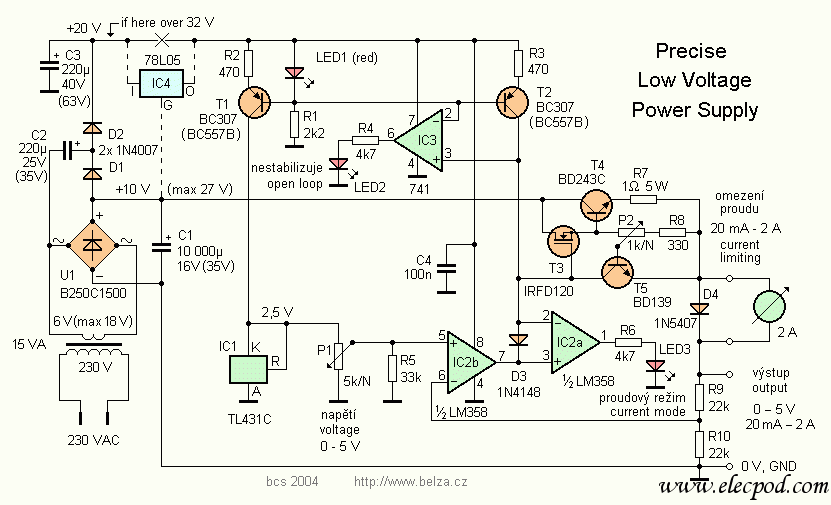 Precise
Low Voltage
Power Supply
+20 V
if here over 32 V
C3
220µ
40V
(63V)
+
78L05
IC4
I
O
G
R2
470
LED1 (red)
R3
470
T1
BC307
(BC557B)
T2
BC307
(BC557B)
R1
2k2
D2
2x 1N4007
D1
C2
220µ
25V
(35V)
+
R4
4k7
6
7
2
3
4
IC3
741
nestabilizuje
open loop
LED2
+10 V
(max 27 V)
T4
BD243C
R7
1Ω 5W
P2
1k/N
R8
330
omezení
proudu
20 mA - 2 A
current
limiting
T3
IRFD120
T5
BD139
D4
1N5407
2 A
+
~
~
−
U1
B250C1500
C1
10 000µ
16V(35V)
+
C4
100n
6V(max 18V)
15 VA
230 V
230 VAC
2,5 V
IC1
K
R
A
TL431C
P1
5k/N
napětí
voltage
0 - 5 V
R5
33k
5
6
8
4
7
IC2b
½ LM358
D3
1N4148
2
3
1
IC2a
½ LM358
R6
4k7
LED3
proudový režim
current mode
výstup
output
0 – 5 V
20 mA – 2 A
R9
22k
R10
22k
0 V, GND
bcs 2004
http://www.belza.cz
www.elecpod.com